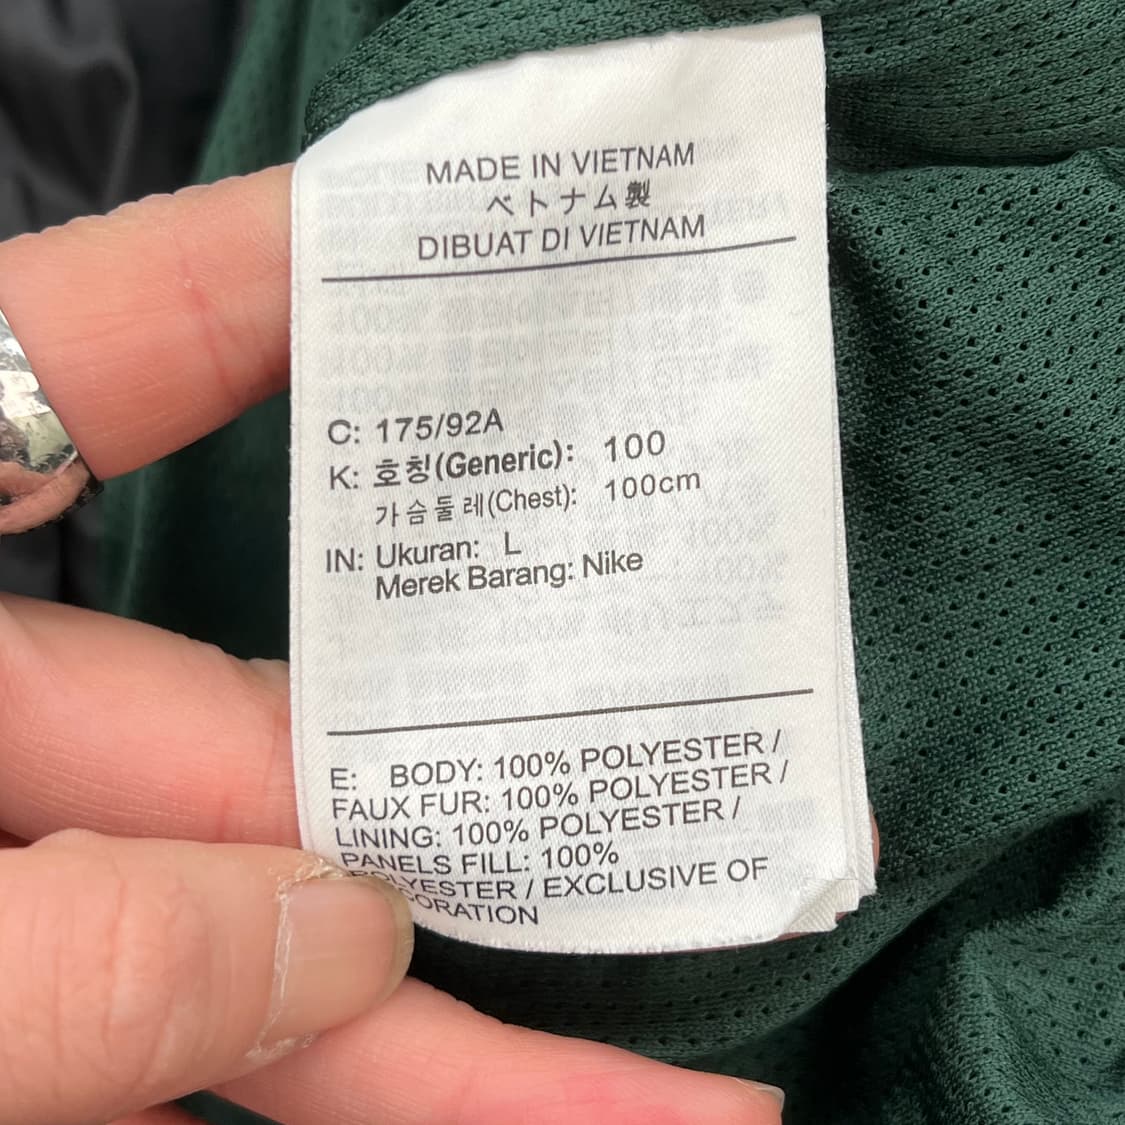 MADE IN VIETNAM
ベトナム製
DIBUAT DI VIETNAM
C: 175/92A
K: 호칭(Generic): 100
가슴둘레(Chest): 100cm
IN: Ukuran: L
Merek Barang: Nike
E: BODY: 100% POLYESTER /
FAUX FUR: 100% POLYESTER /
LINING: 100% POLYESTER /
PANELS FILL: 100%
POLYESTER / EXCLUSIVE OF